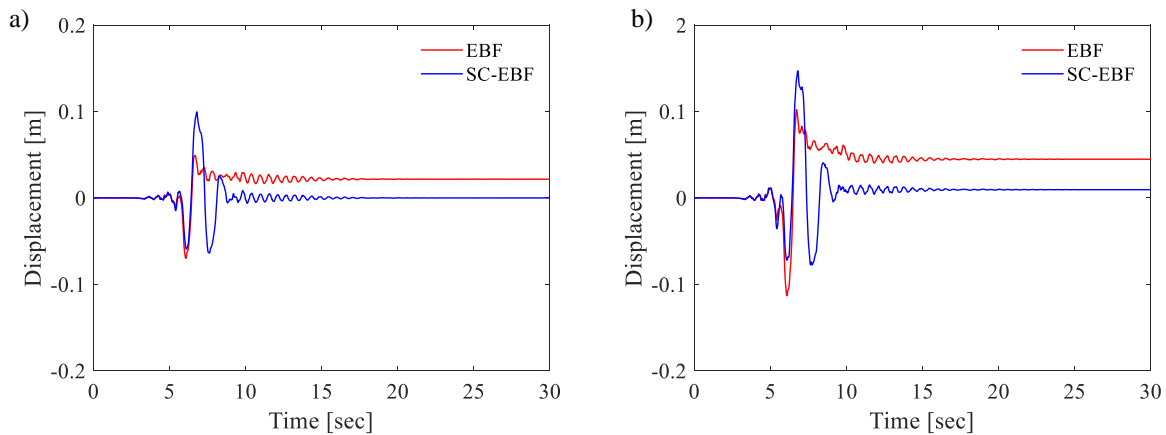 a)
0.2
0.1
0
-0.1
-0.2
Displacement [m]
0 5 10 15 20 25 30
Time [sec]
EBF
SC-EBF
b)
2
0.1
0
-0.1
-0.2
Displacement [m]
0 5 10 15 20 25 30
Time [sec]
EBF
SC-EBF